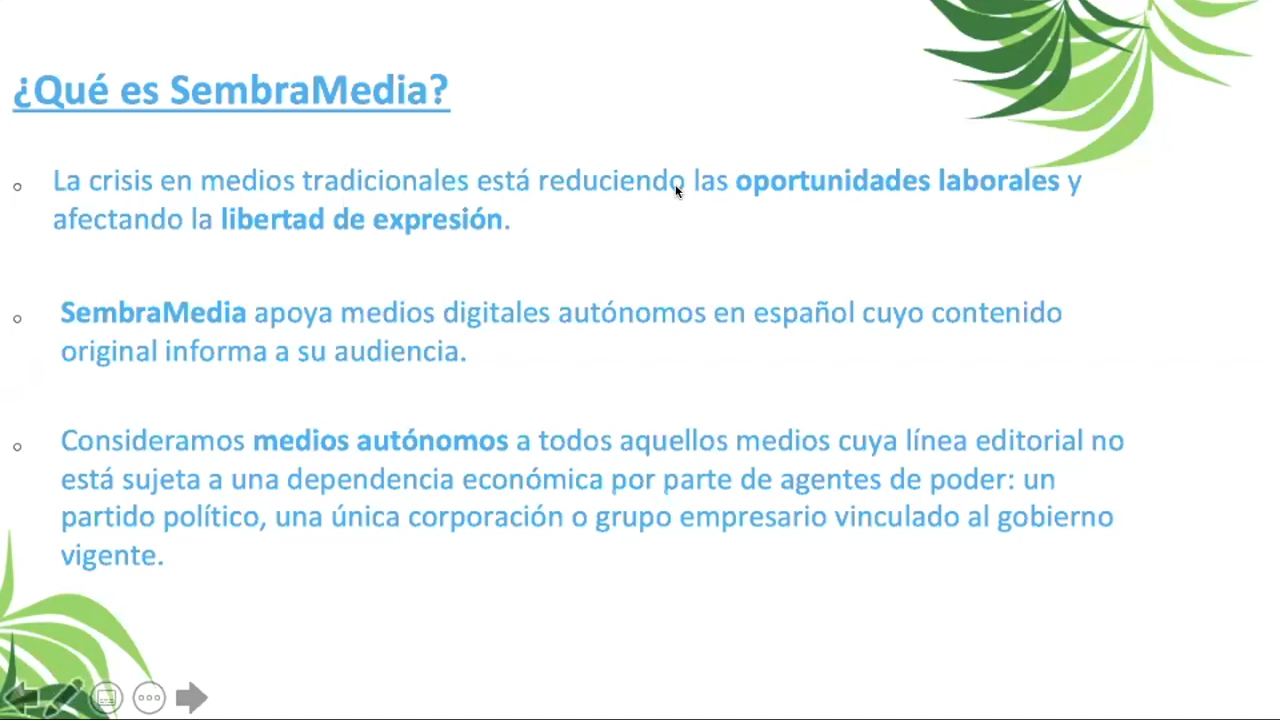 ¿Qué es SembraMedia?
La crisis en medios tradicionales está reduciendo las oportunidades laborales y
afectando la libertad de expresión.
SembraMedia apoya medios digitales autónomos en español cuyo contenido
original informa a su audiencia.
Consideramos medios autónomos a todos aquellos medios cuya línea editorial no
está sujeta a una dependencia económica por parte de agentes de poder: un
partido político, una única corporación o grupo empresario vinculado al gobierno
vigente.